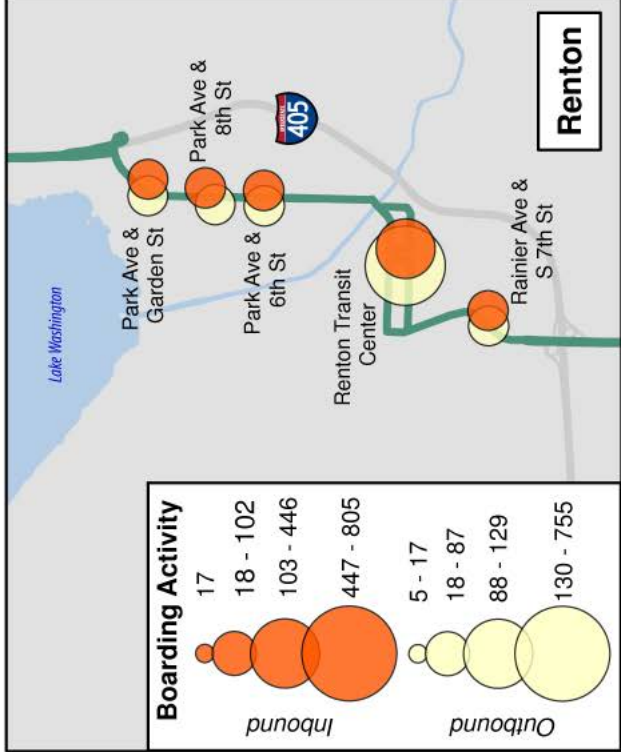 Renton
Lake Washington
Park Ave &
Garden St
Park Ave &
8th St
Park Ave &
6th St
INTERSTATE
405
Renton Transit
Center
Rainier Ave &
S 7th St
Boarding Activity
Inbound
17
18 - 102
103 - 446
447 - 805
Outbound
5 - 17
18 - 87
88 - 129
130 - 755